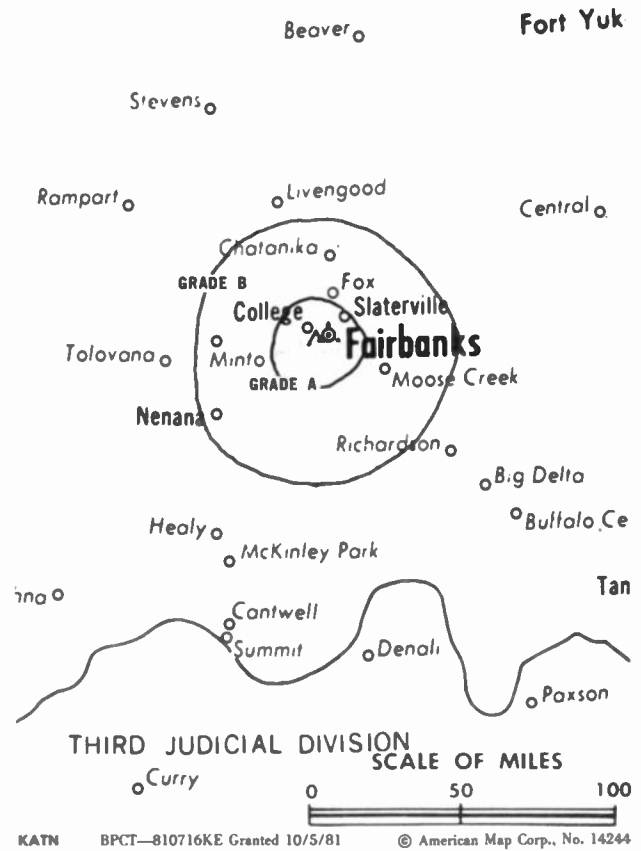 Beaver
Fort Yuk
Stevens
Rampart
Livengood
Central
Chatanika
GRADE B
Fox
College
Slaterville
Fairbanks
Tolovana
Minto
GRADE A
Moose Creek
Nenana
Richardson
Big Delta
Healy
Buffalo Ce
McKinley Park
Tan
na
Cantwell
Summit
Denali
Paxson
THIRD JUDICIAL DIVISION
SCALE OF MILES
Curry
0 50 100
KATN BPCT—810716KE Granted 10/5/81 © American Map Corp., No. 14244